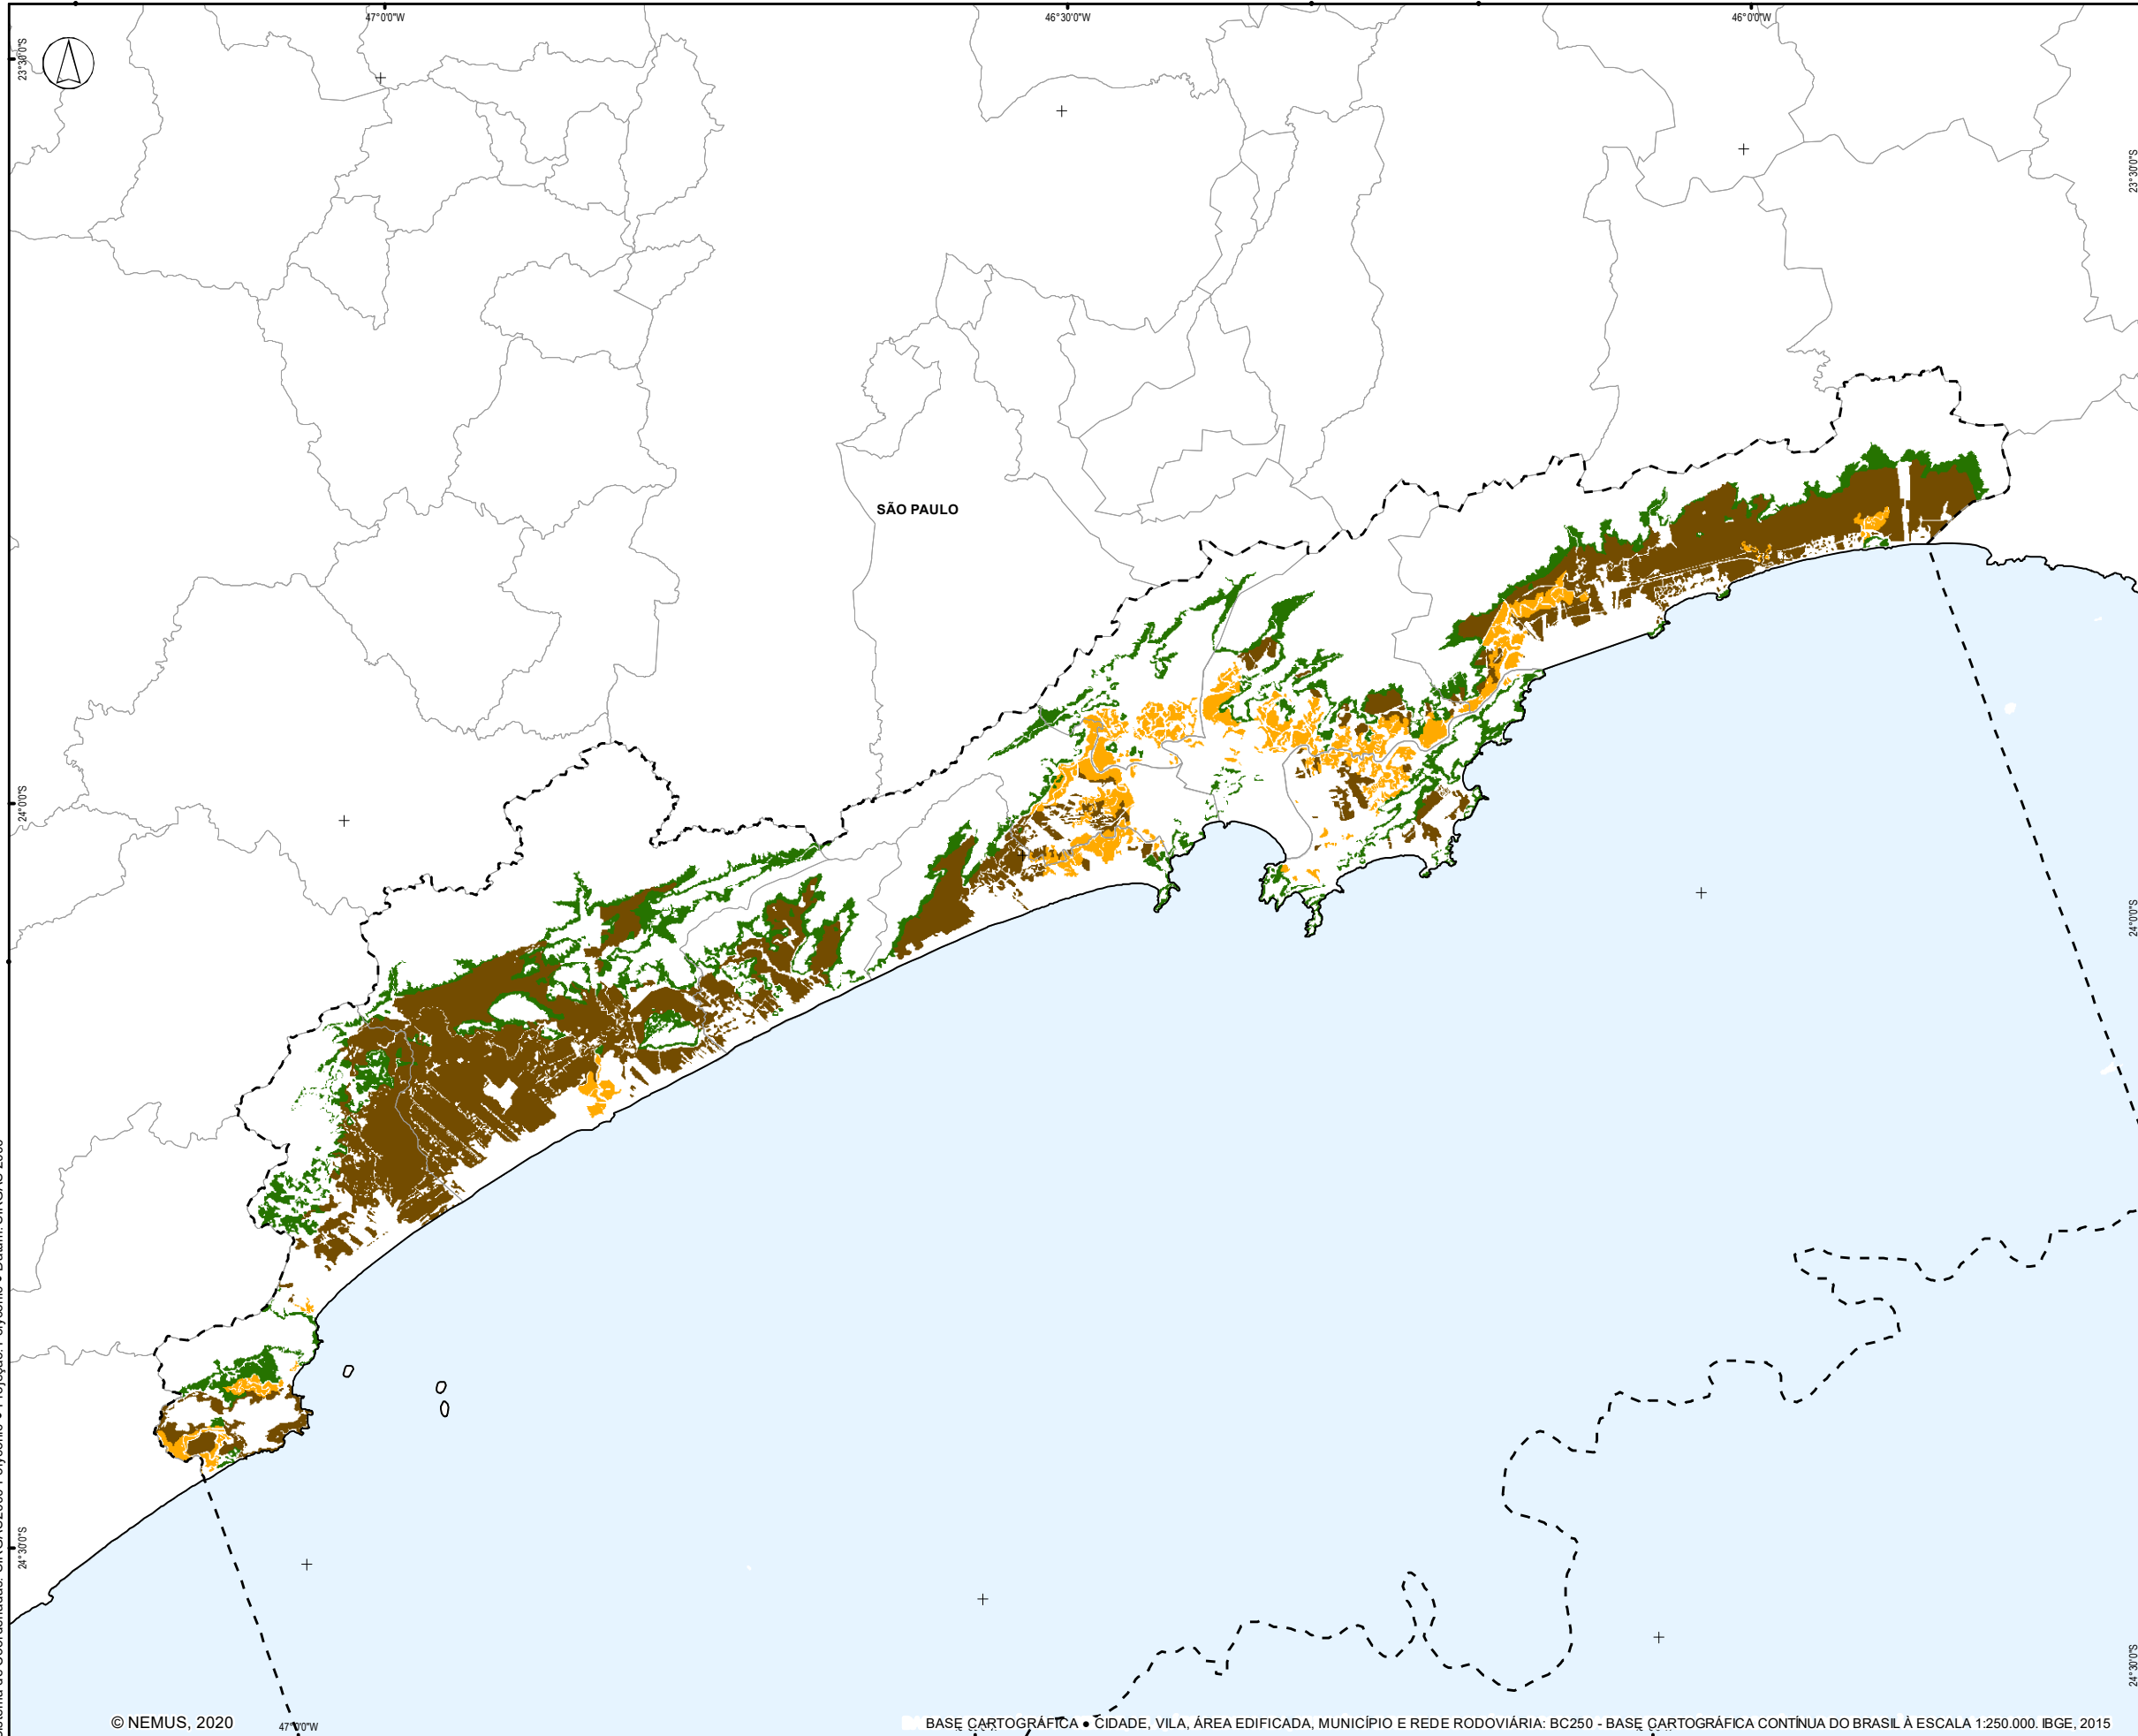 47°0'0"W
46°30'0"W
46°0'0"W
23°30'0"S
23°30'0"S
SÃO PAULO
24°0'0"S
24°0'0"S
24°30'0"S
24°30'0"S
© NEMUS, 2020
47°0'0"W
BASE CARTOGRÁFICA ● CIDADE, VILA, ÁREA EDIFICADA, MUNICÍPIO E REDE RODOVIÁRIA: BC250 - BASE CARTOGRÁFICA CONTÍNUA DO BRASIL À ESCALA 1:250.000. IBGE, 2015